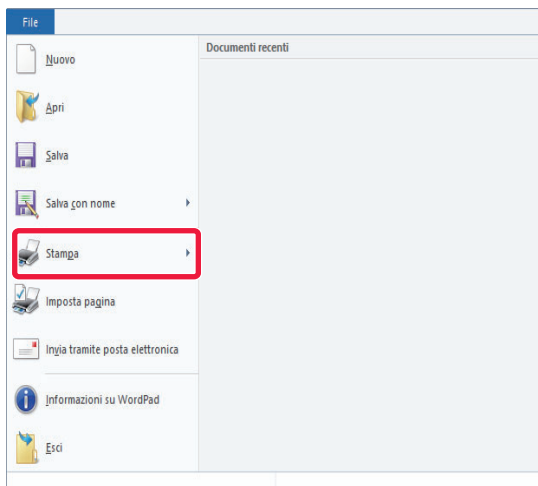 File
Documenti recenti
Nuovo
Apri
Salva
Salva con nome
Stampa
Imposta pagina
Invia tramite posta elettronica
Informazioni su WordPad
Esci